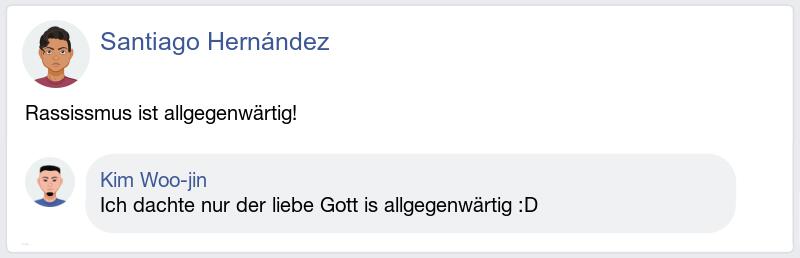 Santiago Hernández
Rassissmus ist allgegenwärtig!
Kim Woo-jin
Ich dachte nur der liebe Gott is allgegenwärtig :D